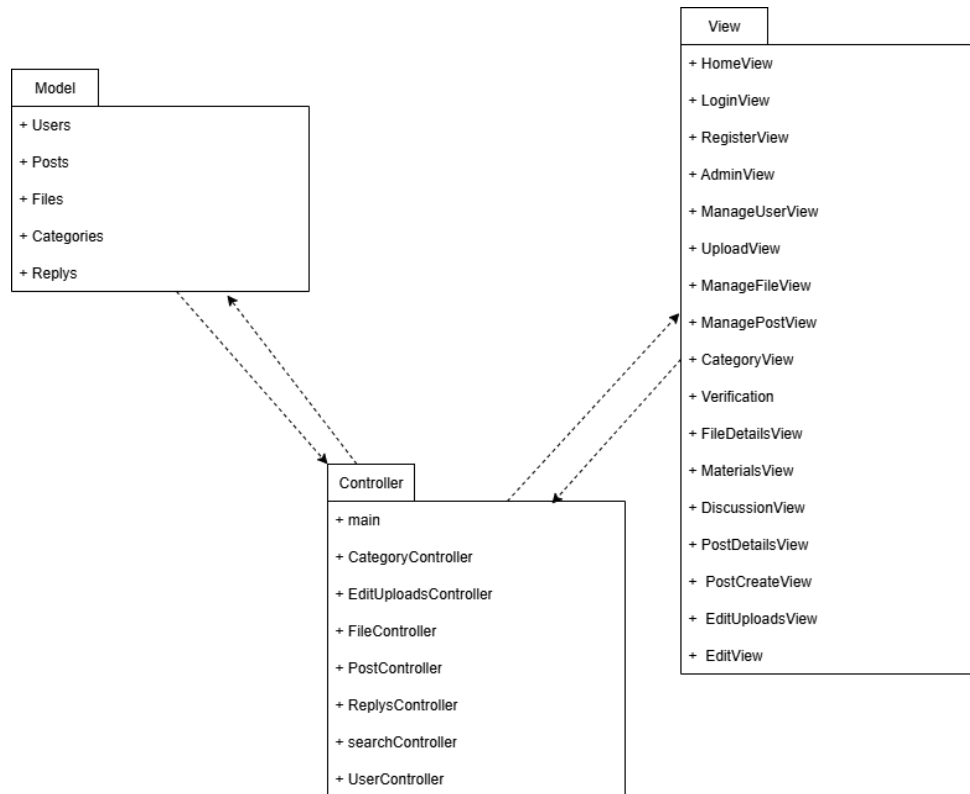 Model
+ Users
+ Posts
+ Files
+ Categories
+ Replys
View
+ HomeView
+ LoginView
+ RegisterView
+ AdminView
+ ManageUserView
+ UploadView
+ ManageFileView
+ ManagePostView
+ CategoryView
+ Verification
+ FileDetailsView
+ MaterialsView
+ DiscussionView
+ PostDetailsView
+ PostCreateView
+ EditUploadsView
+ EditView
Controller
+ main
+ CategoryController
+ EditUploadsController
+ FileController
+ PostController
+ ReplysController
+ searchController
+ UserController